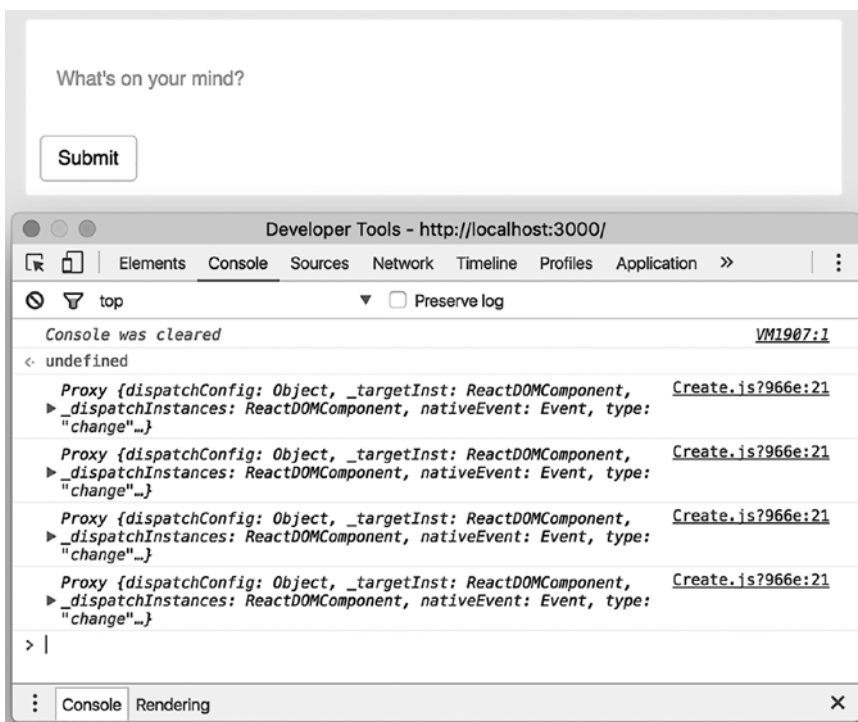 What's on your mind?
Submit
Developer Tools - http://localhost:3000/
Elements Console Sources Network Timeline Profiles Application »
top Preserve log
Console was cleared VM1907:1
undefined
Proxy {dispatchConfig: Object, _targetInst: ReactDOMComponent, Create.js?966e:21
_dispatchInstances: ReactDOMComponent, nativeEvent: Event, type:
"change"…}
Proxy {dispatchConfig: Object, _targetInst: ReactDOMComponent, Create.js?966e:21
_dispatchInstances: ReactDOMComponent, nativeEvent: Event, type:
"change"…}
Proxy {dispatchConfig: Object, _targetInst: ReactDOMComponent, Create.js?966e:21
_dispatchInstances: ReactDOMComponent, nativeEvent: Event, type:
"change"…}
Proxy {dispatchConfig: Object, _targetInst: ReactDOMComponent, Create.js?966e:21
_dispatchInstances: ReactDOMComponent, nativeEvent: Event, type:
"change"…}
>
Console Rendering